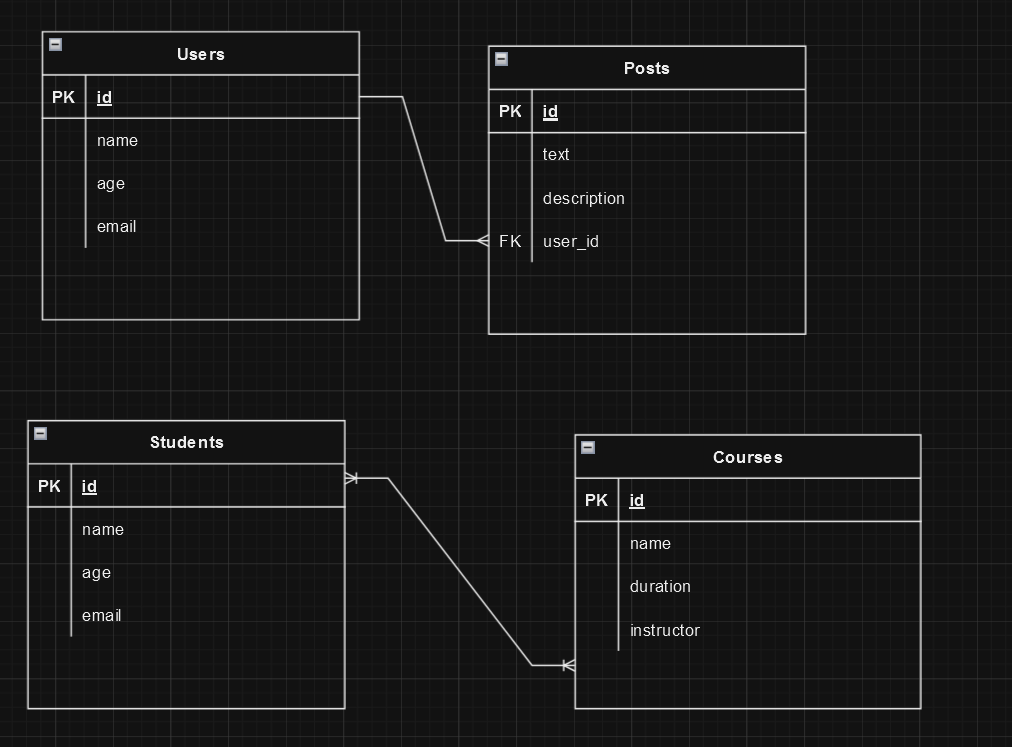 Users
PK id
name
age
email
Posts
PK id
text
description
FK user_id
Students
PK id
name
age
email
Courses
PK id
name
duration
instructor